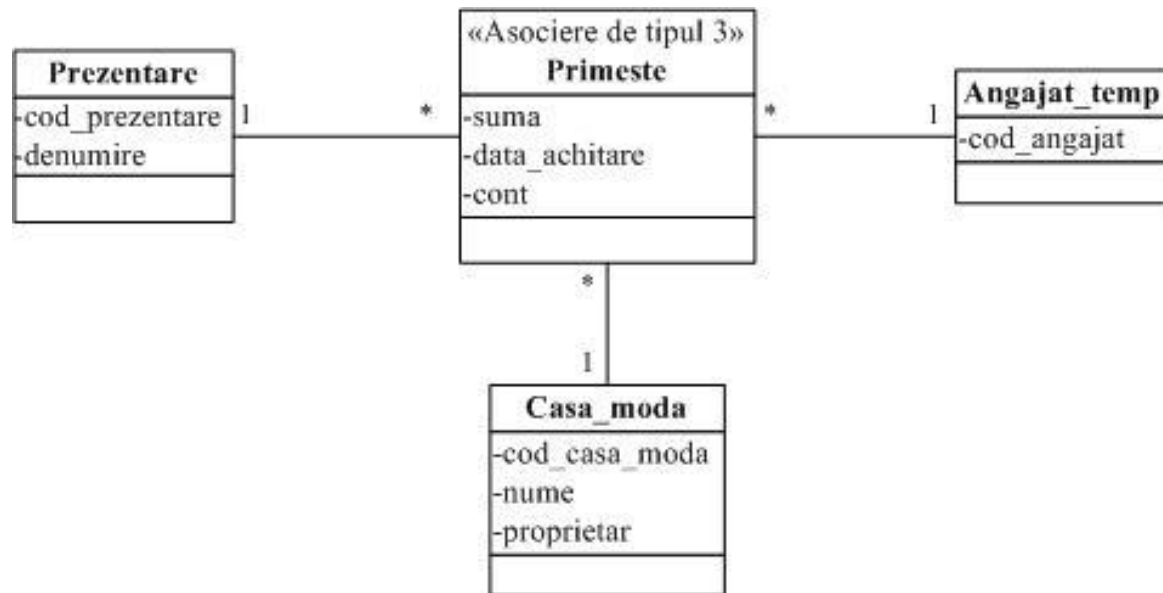 Prezentare
-cod_prezentare
-denumire
1
*
«Asociere de tipul 3»
Primeste
-suma
-data_achitare
-cont
*
1
Angajat_temp
-cod_angajat
*
1
Casa_moda
-cod_casa_moda
-nume
-proprietar